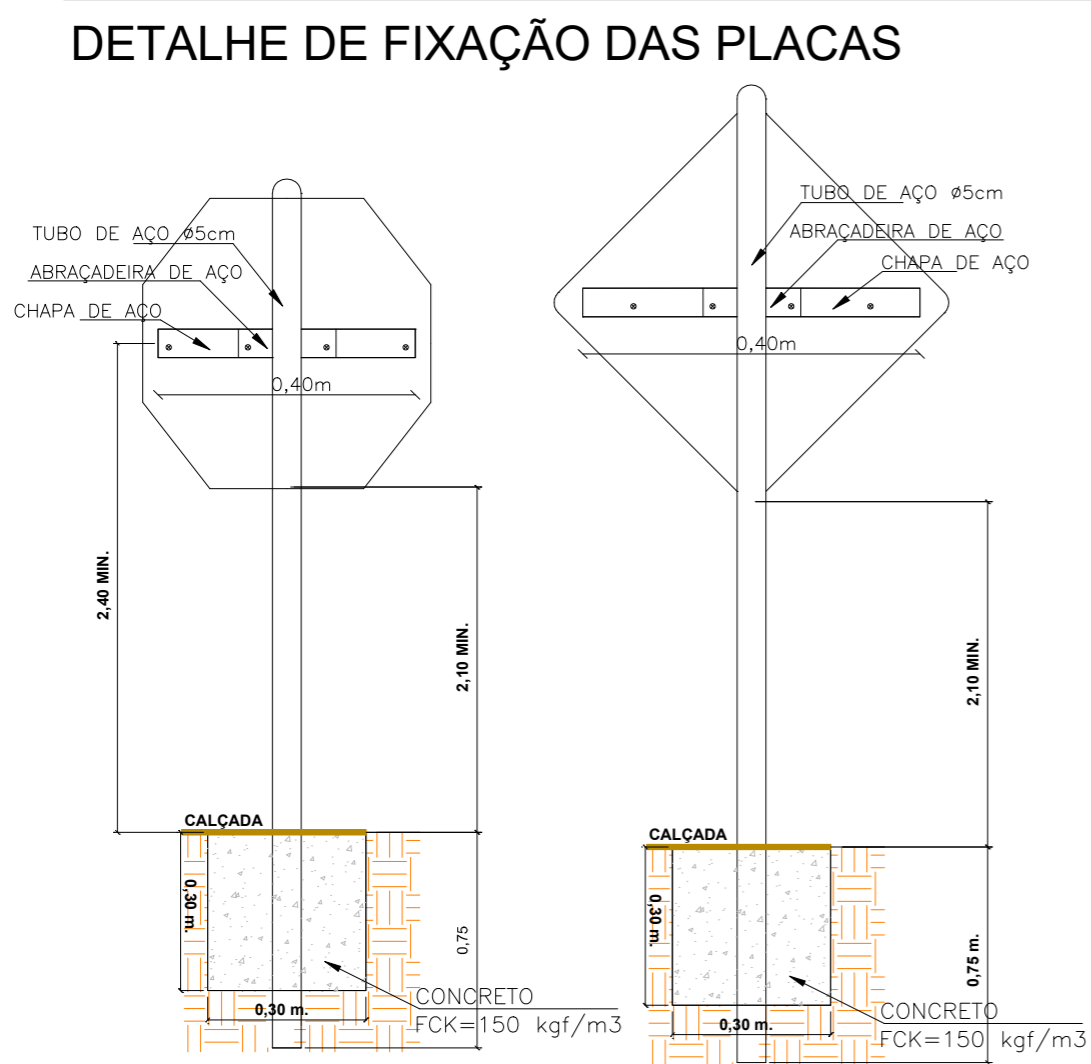 DETALHE DE FIXAÇÃO DAS PLACAS
TUBO DE AÇO Ø5cm
ABRAÇADEIRA DE AÇO
CHAPA DE AÇO
0,40m
2,40 MIN.
2,10 MIN.
CALÇADA
0,30 m.
0,75
0,30 m.
CONCRETO
FCK=150 kgf/m3
TUBO DE AÇO Ø5cm
ABRAÇADEIRA DE AÇO
CHAPA DE AÇO
0,40m
2,10 MIN.
CALÇADA
0,30 m.
0,75 m.
0,30 m.
CONCRETO
FCK=150 kgf/m3